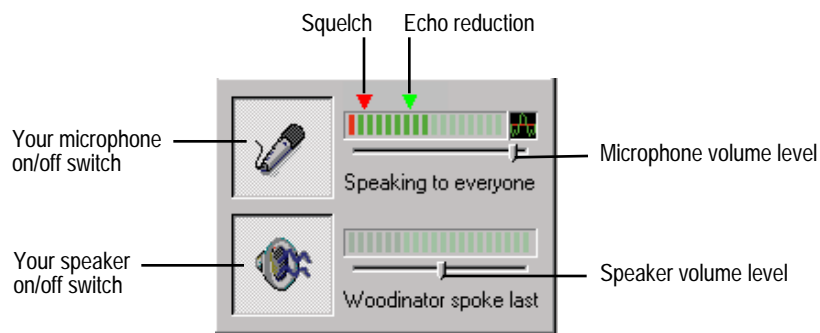 Squelch Echo reduction
Your microphone
on/off switch
Microphone volume level
Speaking to everyone
Your speaker
on/off switch
Speaker volume level
Woodinator spoke last